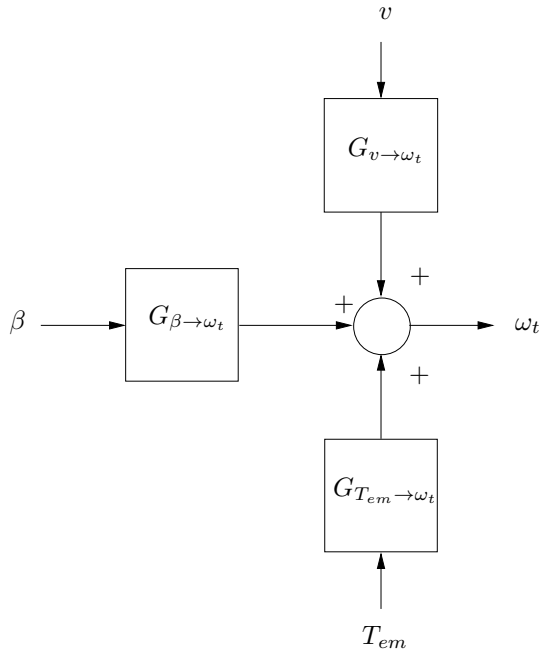 v
G_{v→ω_t}
+
+
β
G_{β→ω_t}
ω_t
+
G_{T_{em}→ω_t}
T_{em}